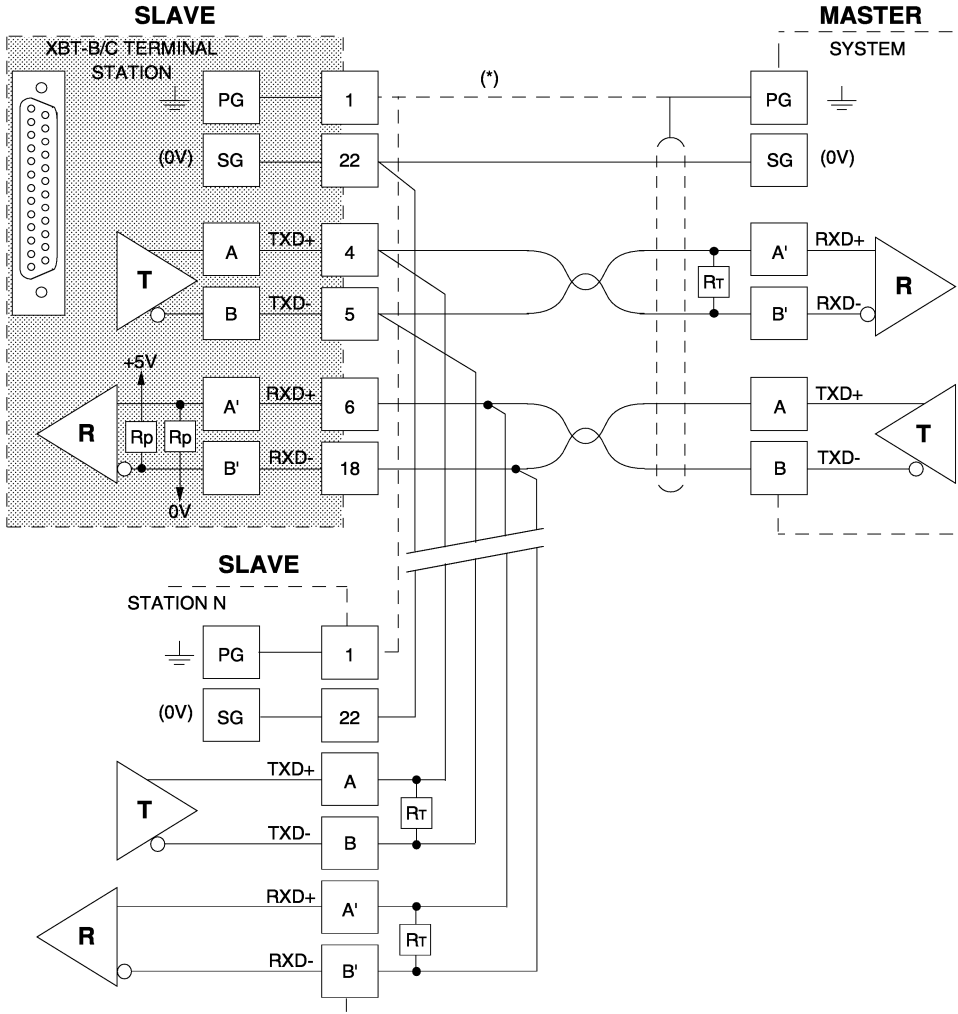 SLAVE
MASTER
XBT-B/C TERMINAL
STATION
SYSTEM
PG 1 (*) PG
(0V) SG 22 SG (0V)
T A TXD+ 4 A' RXD+ R
RT
B TXD- 5 B' RXD-
+5V
R A' RXD+ 6 A TXD+ T
Rp Rp
B' RXD- 18 B TXD-
0V
SLAVE
STATION N
PG 1
(0V) SG 22
T TXD+ A
RT
TXD- B
R RXD+ A'
RT
RXD- B'